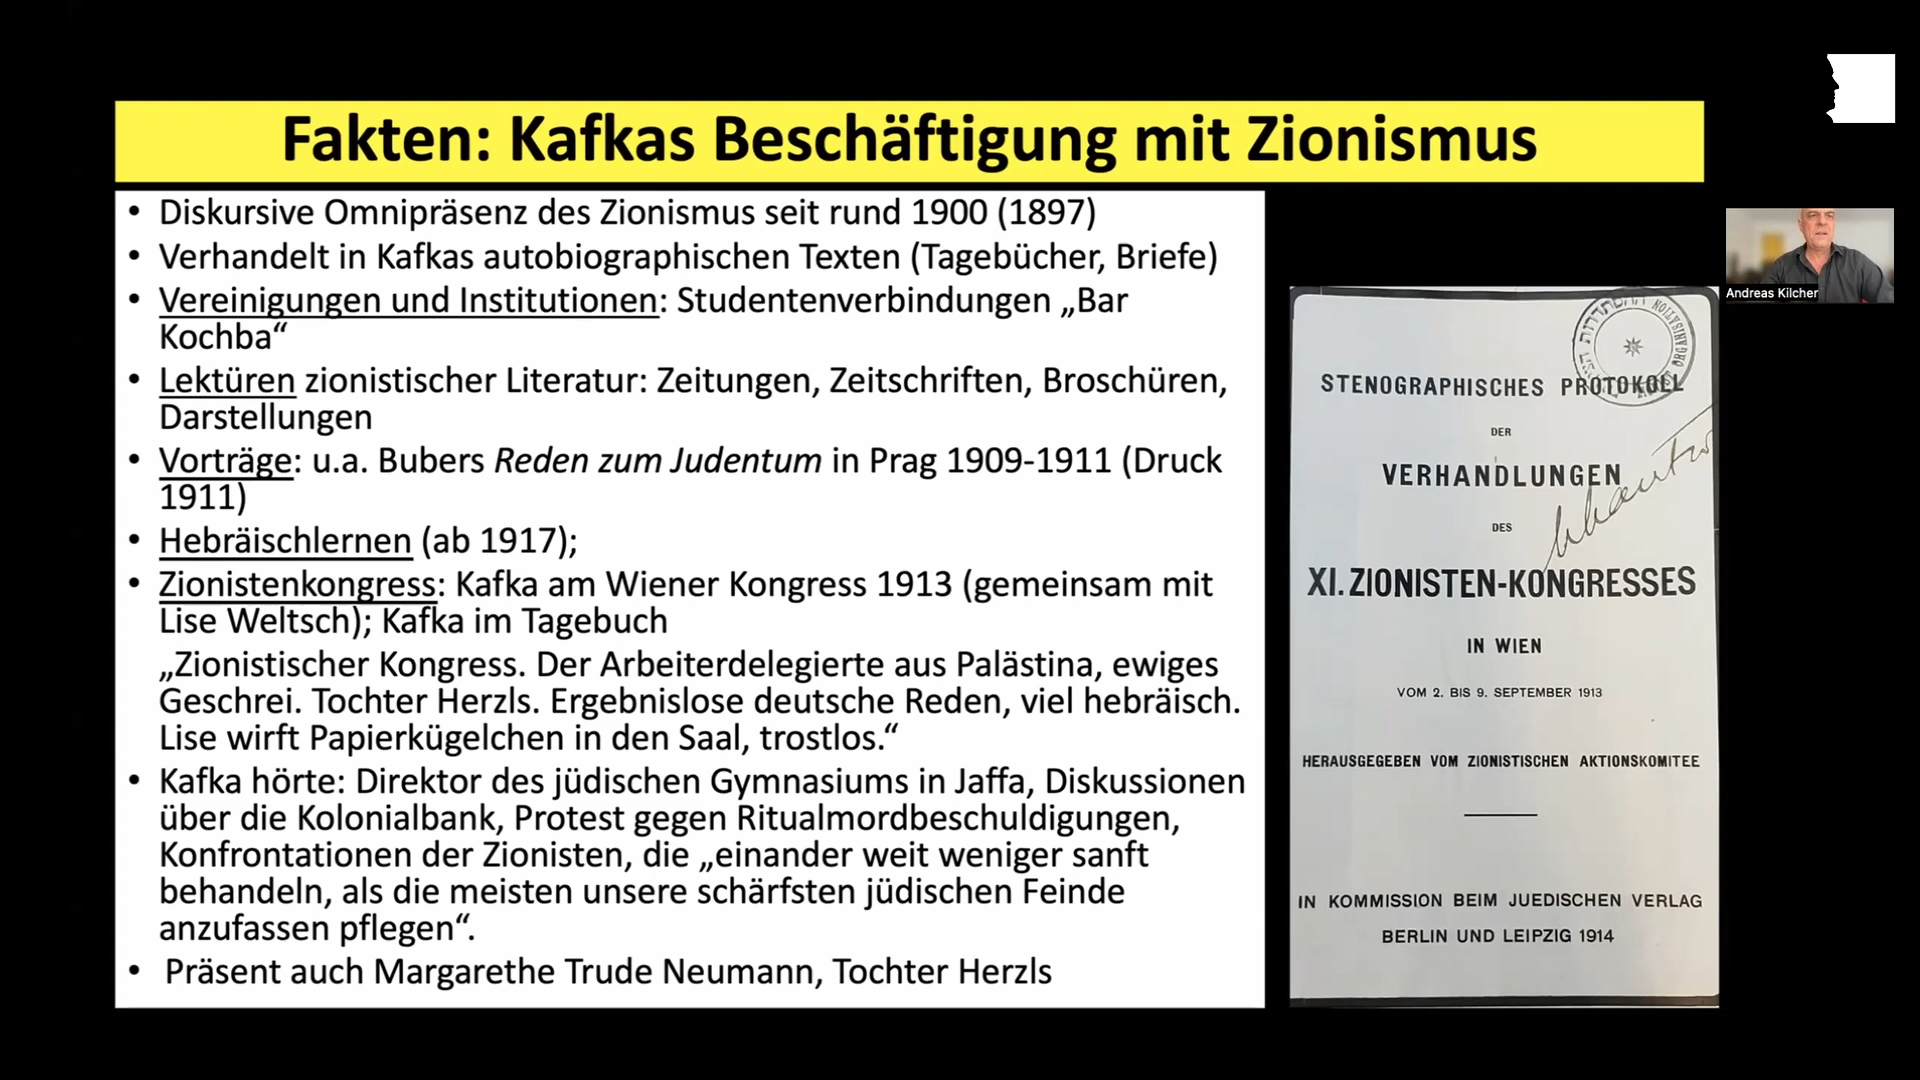 Fakten: Kafkas Beschäftigung mit Zionismus
• Diskursive Omnipräsenz des Zionismus seit rund 1900 (1897)
• Verhandelt in Kafkas autobiographischen Texten (Tagebücher, Briefe)
• Vereinigungen und Institutionen: Studentenverbindungen „Bar
Kochba“
• Lektüren zionistischer Literatur: Zeitungen, Zeitschriften, Broschüren,
Darstellungen
• Vorträge: u.a. Bubers Reden zum Judentum in Prag 1909-1911 (Druck
1911)
• Hebräischlernen (ab 1917);
• Zionistenkongress: Kafka am Wiener Kongress 1913 (gemeinsam mit
Lise Weltsch); Kafka im Tagebuch
„Zionistischer Kongress. Der Arbeiterdelegierte aus Palästina, ewiges
Geschrei. Tochter Herzls. Ergebnislose deutsche Reden, viel hebräisch.
Lise wirft Papierkügelchen in den Saal, trostlos.“
• Kafka hörte: Direktor des jüdischen Gymnasiums in Jaffa, Diskussionen
über die Kolonialbank, Protest gegen Ritualmordbeschuldigungen,
Konfrontationen der Zionisten, die „einander weit weniger sanft
behandeln, als die meisten unsere schärfsten jüdischen Feinde
anzufassen pflegen“.
• Präsent auch Margarethe Trude Neumann, Tochter Herzls
STENOGRAPHISCHES PROTOKOLL
DER
VERHANDLUNGEN
DES
XI. ZIONISTEN-KONGRESSES
IN WIEN
VOM 2. BIS 9. SEPTEMBER 1913
HERAUSGEGEBEN VOM ZIONISTISCHEN AKTIONSKOMITEE
IN KOMMISSION BEIM JUEDISCHEN VERLAG
BERLIN UND LEIPZIG 1914
Andreas Kilcher